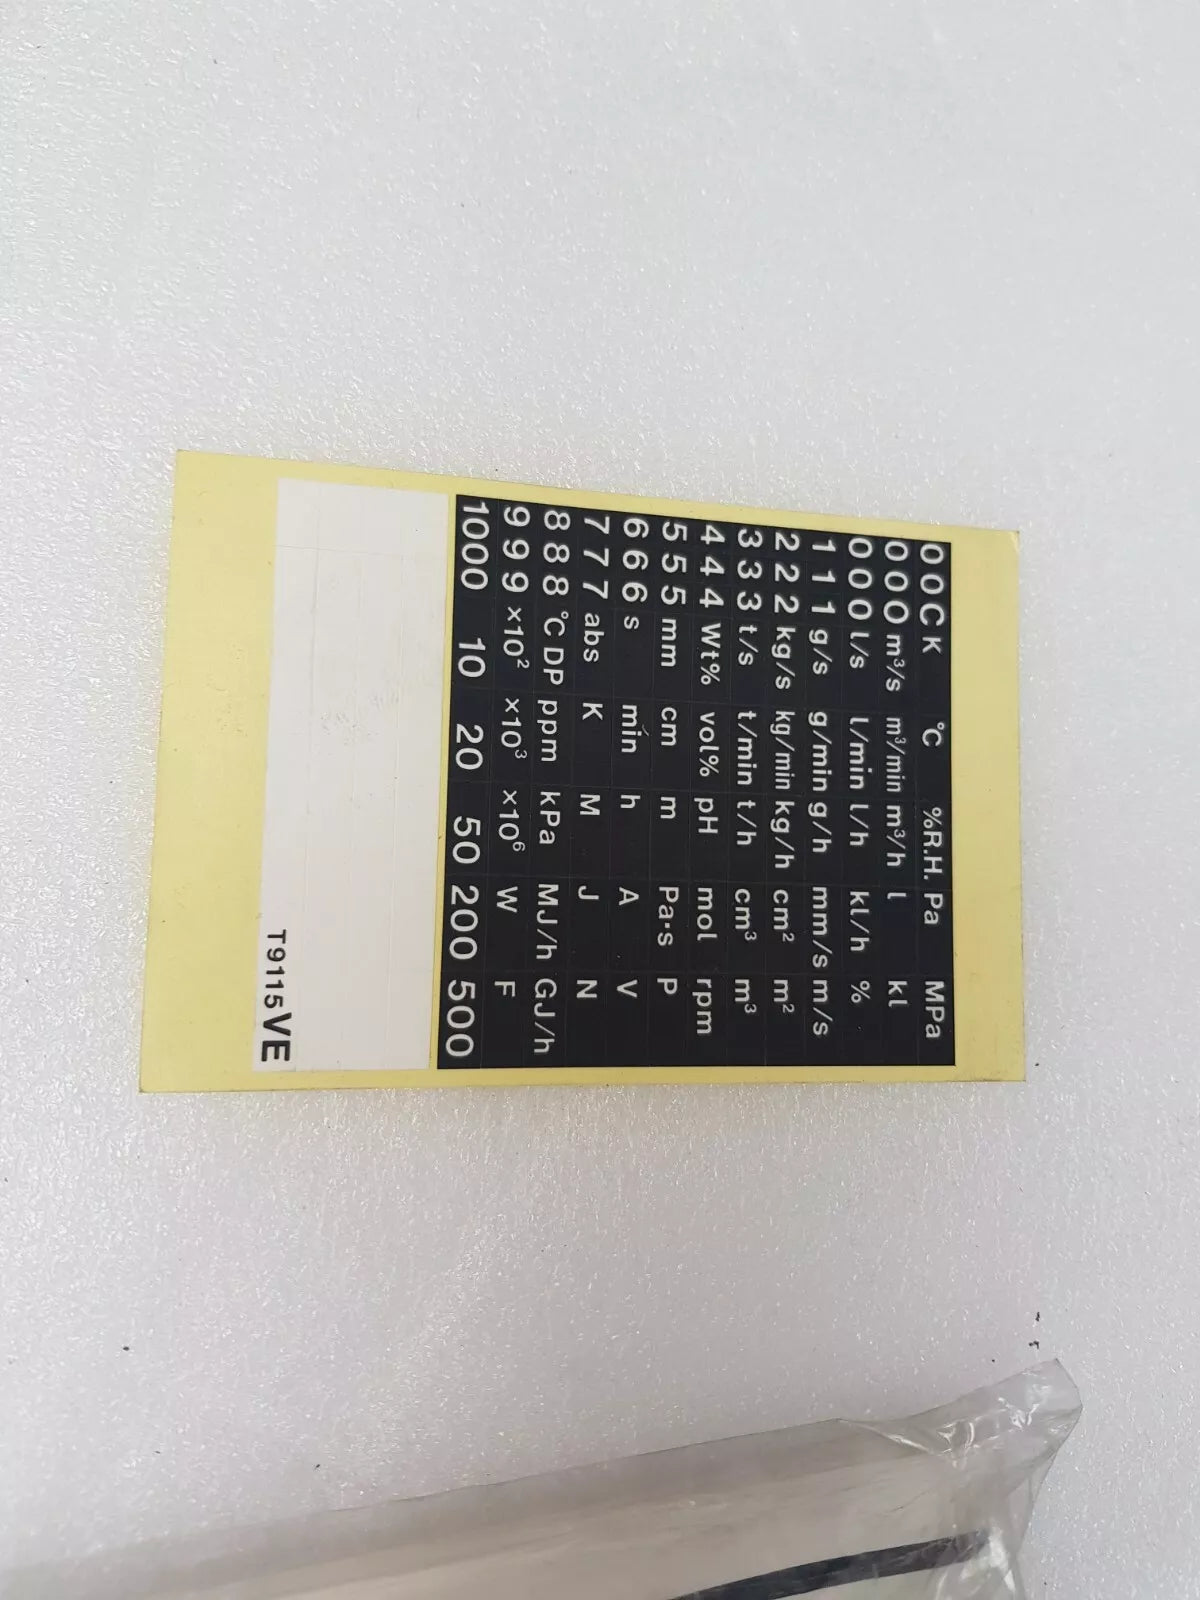 0 0 C K °C %R.H. Pa MPa
0 0 0 m³/s m³/min m³/h l kl
0 0 0 l/s l/min l/h kl/h %
1 1 1 g/s g/min g/h mm/s m/s
2 2 2 kg/s kg/min kg/h cm² m²
3 3 3 t/s t/min t/h cm³ m³
4 4 4 Wt% vol% pH mol rpm
5 5 5 mm cm m Pa·s P
6 6 6 s min h A V
7 7 7 abs K M J N
8 8 8 °CDP ppm kPa MJ/h GJ/h
9 9 9 ×10² ×10³ ×10⁶ W F
1000 10 20 50 200 500
T9115VE